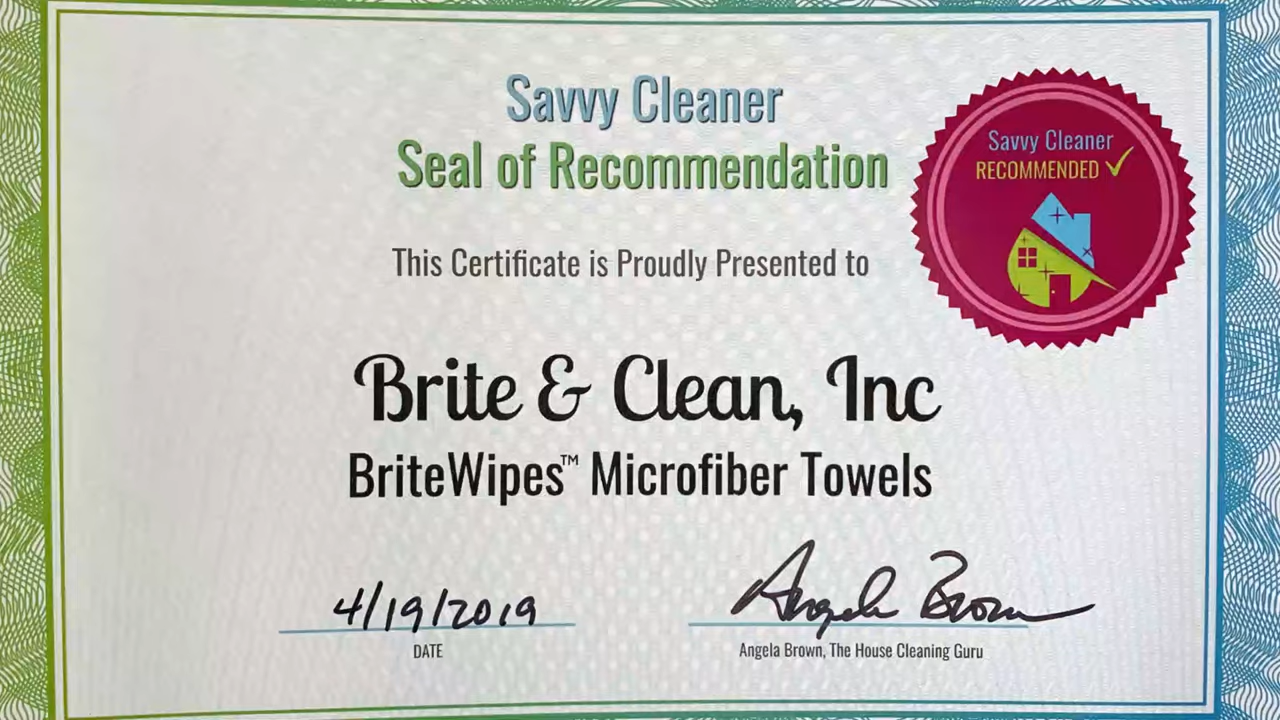 Savvy Cleaner
Seal of Recommendation
Savvy Cleaner
RECOMMENDED ✓
This Certificate is Proudly Presented to
Brite & Clean, Inc
BriteWipes™ Microfiber Towels
4/19/2019
Angela Brown
DATE
Angela Brown, The House Cleaning Guru